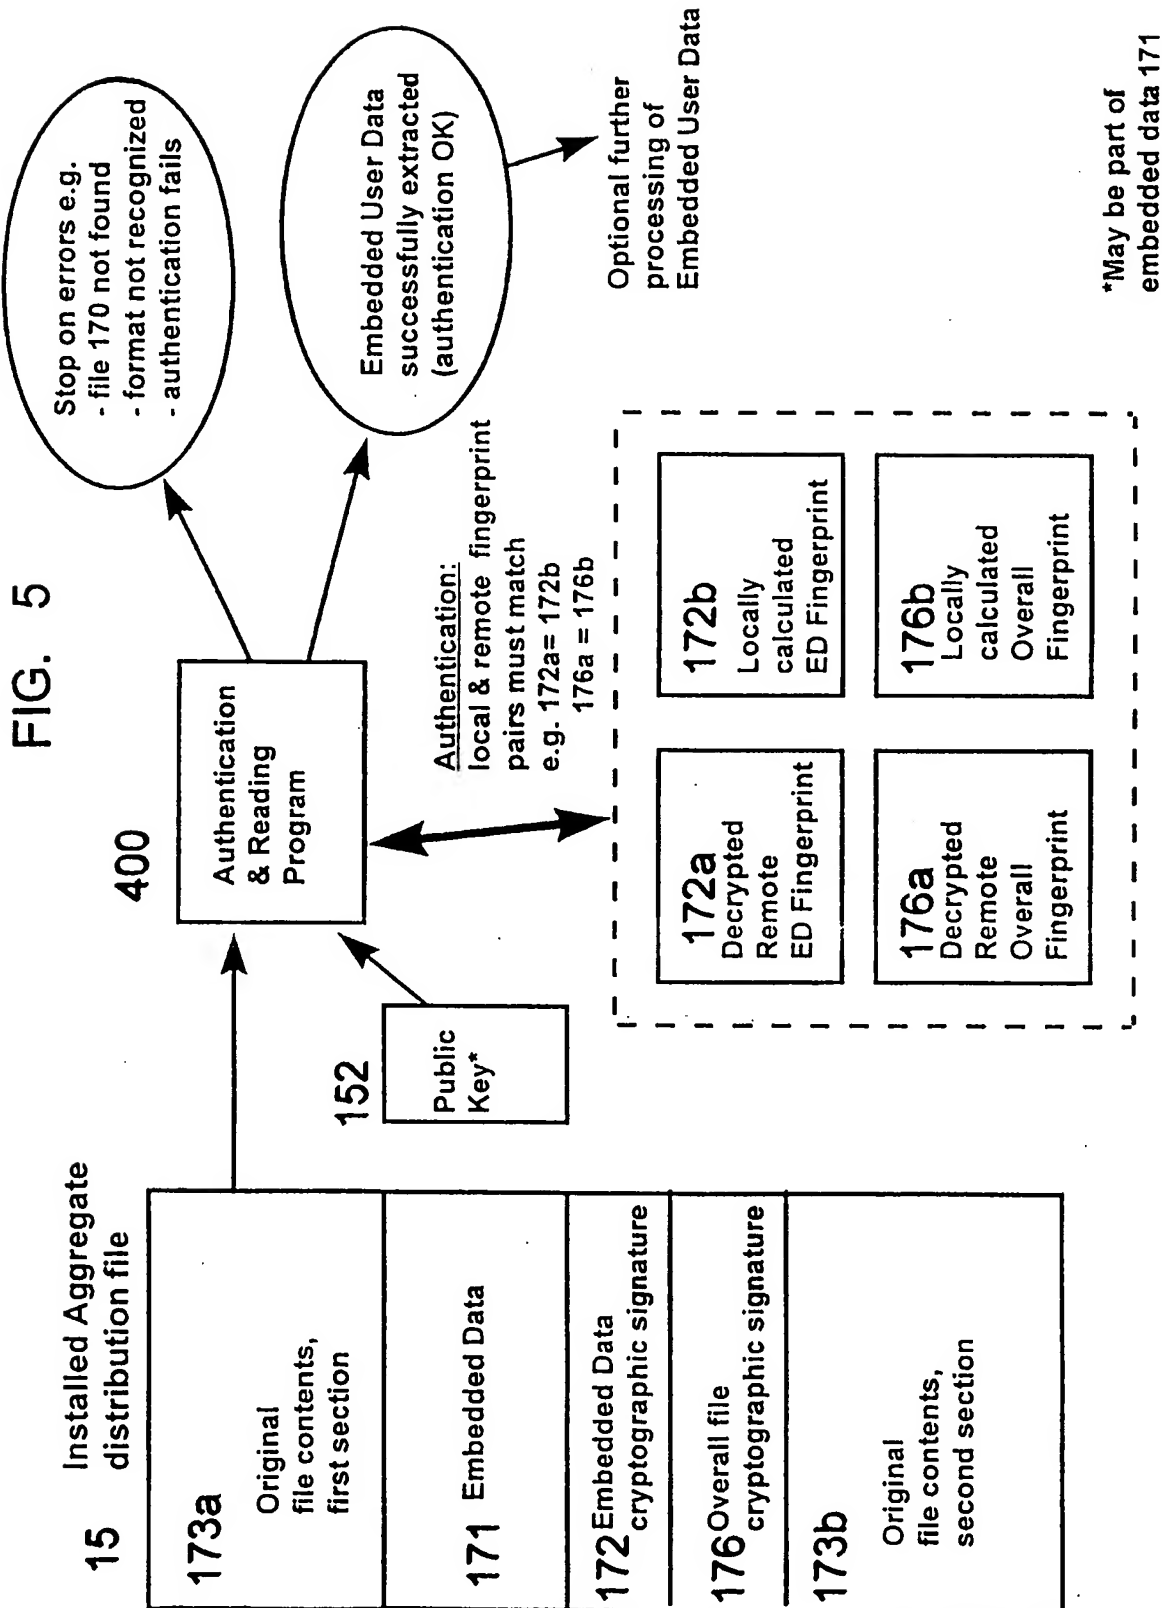 FIG. 5
15
Installed Aggregate
distribution file
173a
Original
file contents,
first section
171 Embedded Data
172 Embedded Data
cryptographic signature
176 Overall file
cryptographic signature
173b
Original
file contents,
second section
152
Public
Key*
400
Authentication
& Reading
Program
Stop on errors e.g.
- file 170 not found
- format not recognized
- authentication fails
Embedded User Data
successfully extracted
(authentication OK)
Optional further
processing of
Embedded User Data
Authentication:
local & remote fingerprint
pairs must match
e.g. 172a= 172b
176a = 176b
172a
Decrypted
Remote
ED Fingerprint
172b
Locally
calculated
ED Fingerprint
176a
Decrypted
Remote
Overall
Fingerprint
176b
Locally
calculated
Overall
Fingerprint
*May be part of
embedded data 171